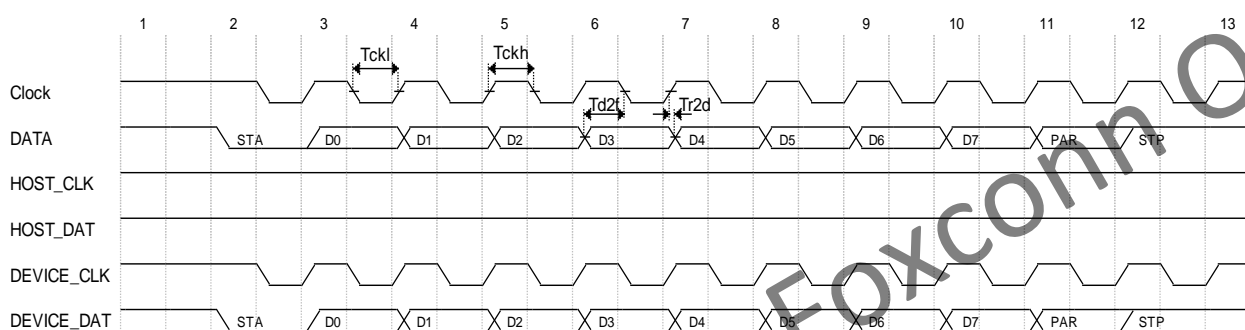 1 2 3 4 5 6 7 8 9 10 11 12 13
Tckl Tckh
Clock
Td2f Tr2d
DATA STA D0 D1 D2 D3 D4 D5 D6 D7 PAR STP
HOST_CLK
HOST_DAT
DEVICE_CLK
DEVICE_DAT STA D0 D1 D2 D3 D4 D5 D6 D7 PAR STP
Foxconn O